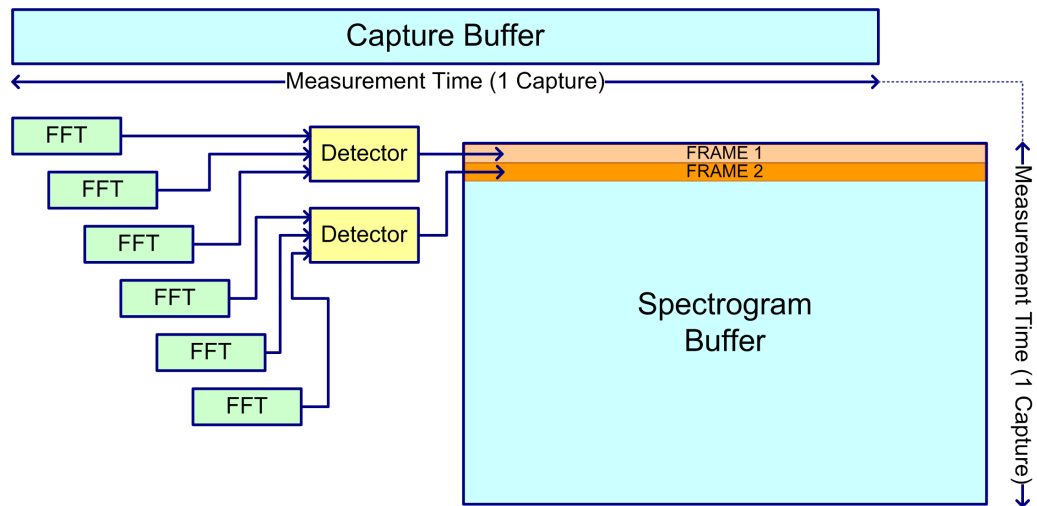 Capture Buffer
Measurement Time (1 Capture)
FFT
Detector
FRAME 1
FRAME 2
FFT
FFT
Detector
FFT
FFT
FFT
Spectrogram
Buffer
Measurement Time (1 Capture)